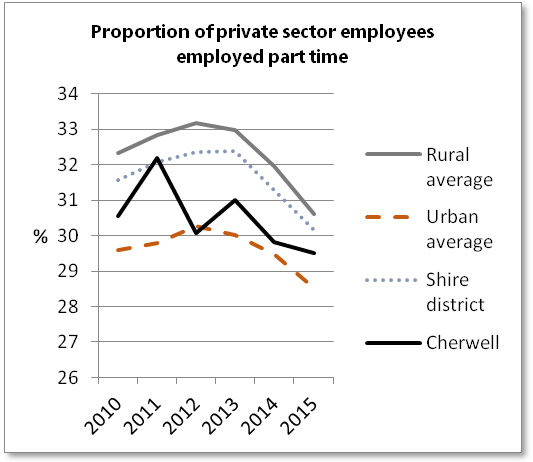 Proportion of private sector employees
employed part time
34
33
32
31
30
29
28
27
26
%
2010
2011
2012
2013
2014
2015
Rural
average
Urban
average
Shire
district
Cherwell